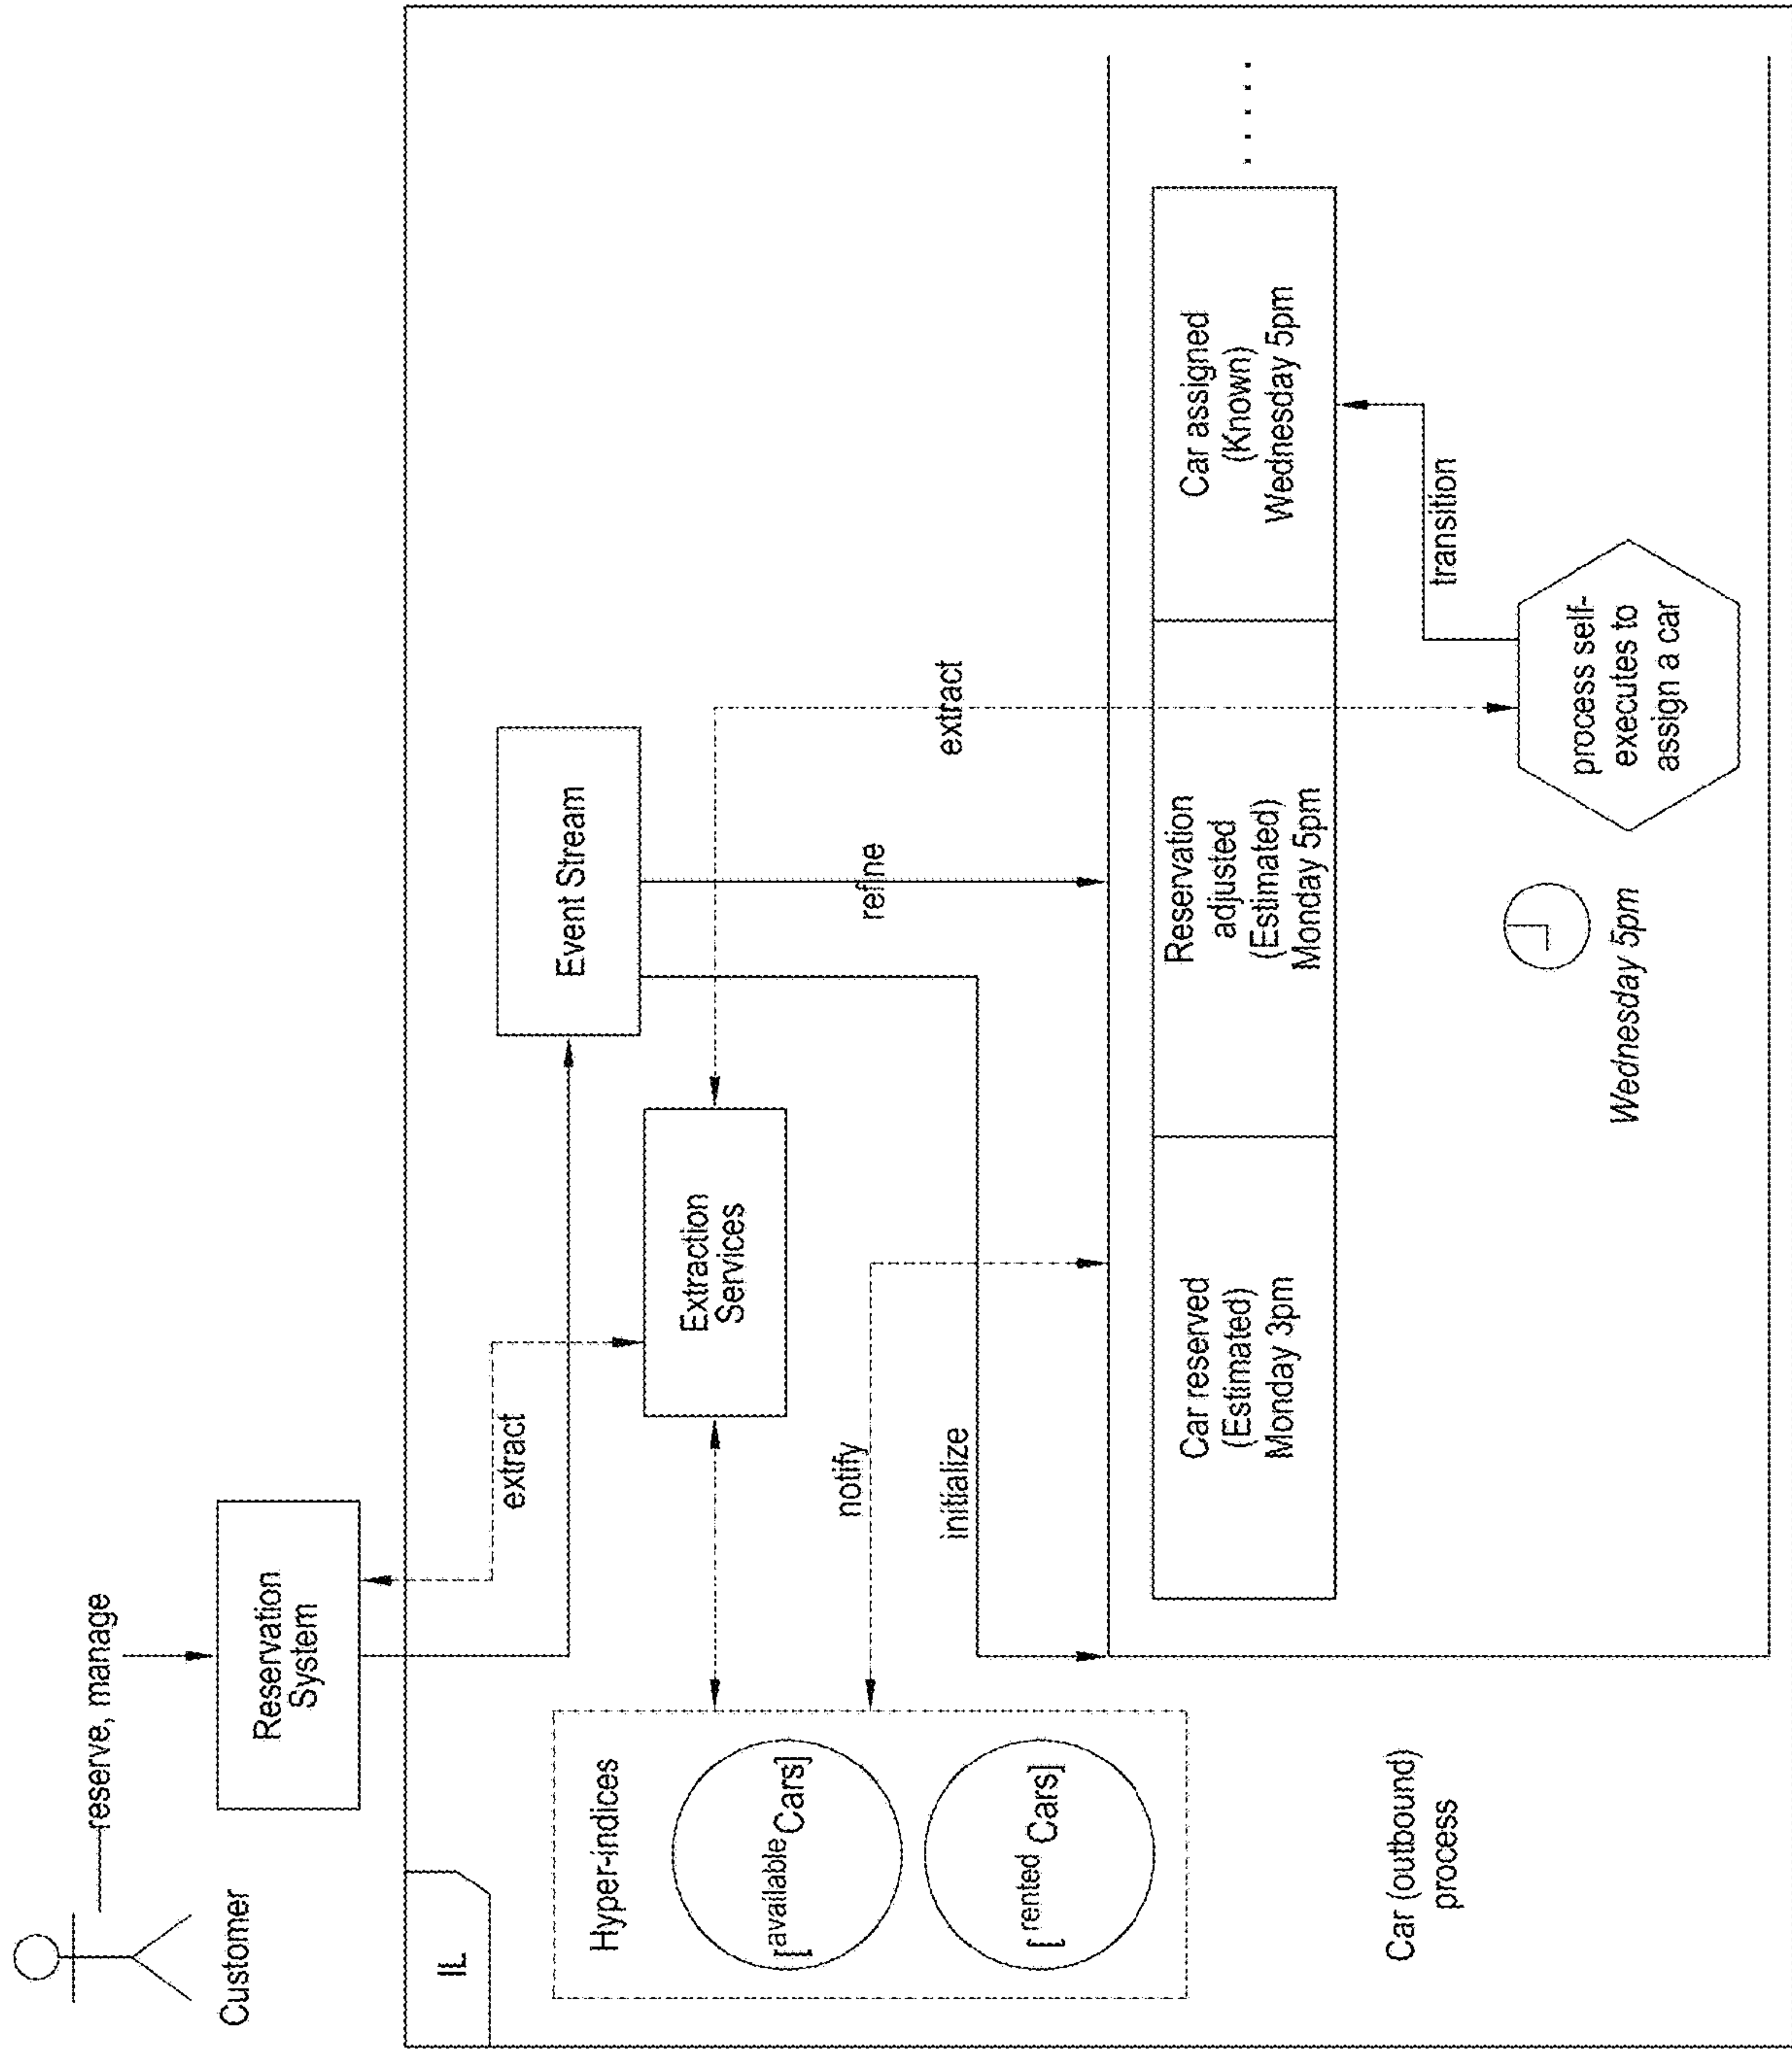 Customer
reserve, manage
Reservation
System
IL
extract
Event Stream
Hyper-indices
[available Cars]
[rented Cars]
Extraction
Services
notify
initialize
refine
extract
Car (outbound)
process
Car reserved
(Estimated)
Monday 3pm
Reservation
adjusted
(Estimated)
Monday 5pm
Car assigned
(Known)
Wednesday 5pm
.....
transition
Wednesday 5pm
process self-
executes to
assign a car